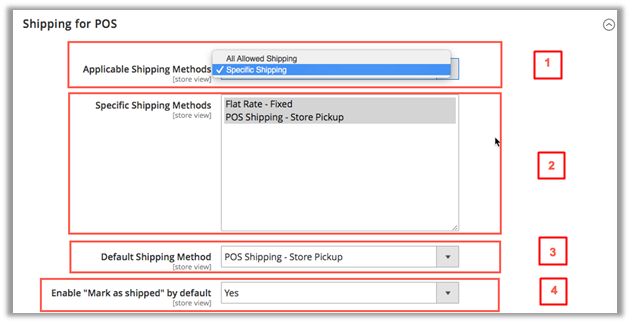 Shipping for POS
All Allowed Shipping
Applicable Shipping Methods ✓ Specific Shipping
[store view]
1
Specific Shipping Methods Flat Rate - Fixed
[store view] POS Shipping - Store Pickup
2
Default Shipping Method POS Shipping - Store Pickup
[store view]
3
Enable "Mark as shipped" by default Yes
[store view]
4